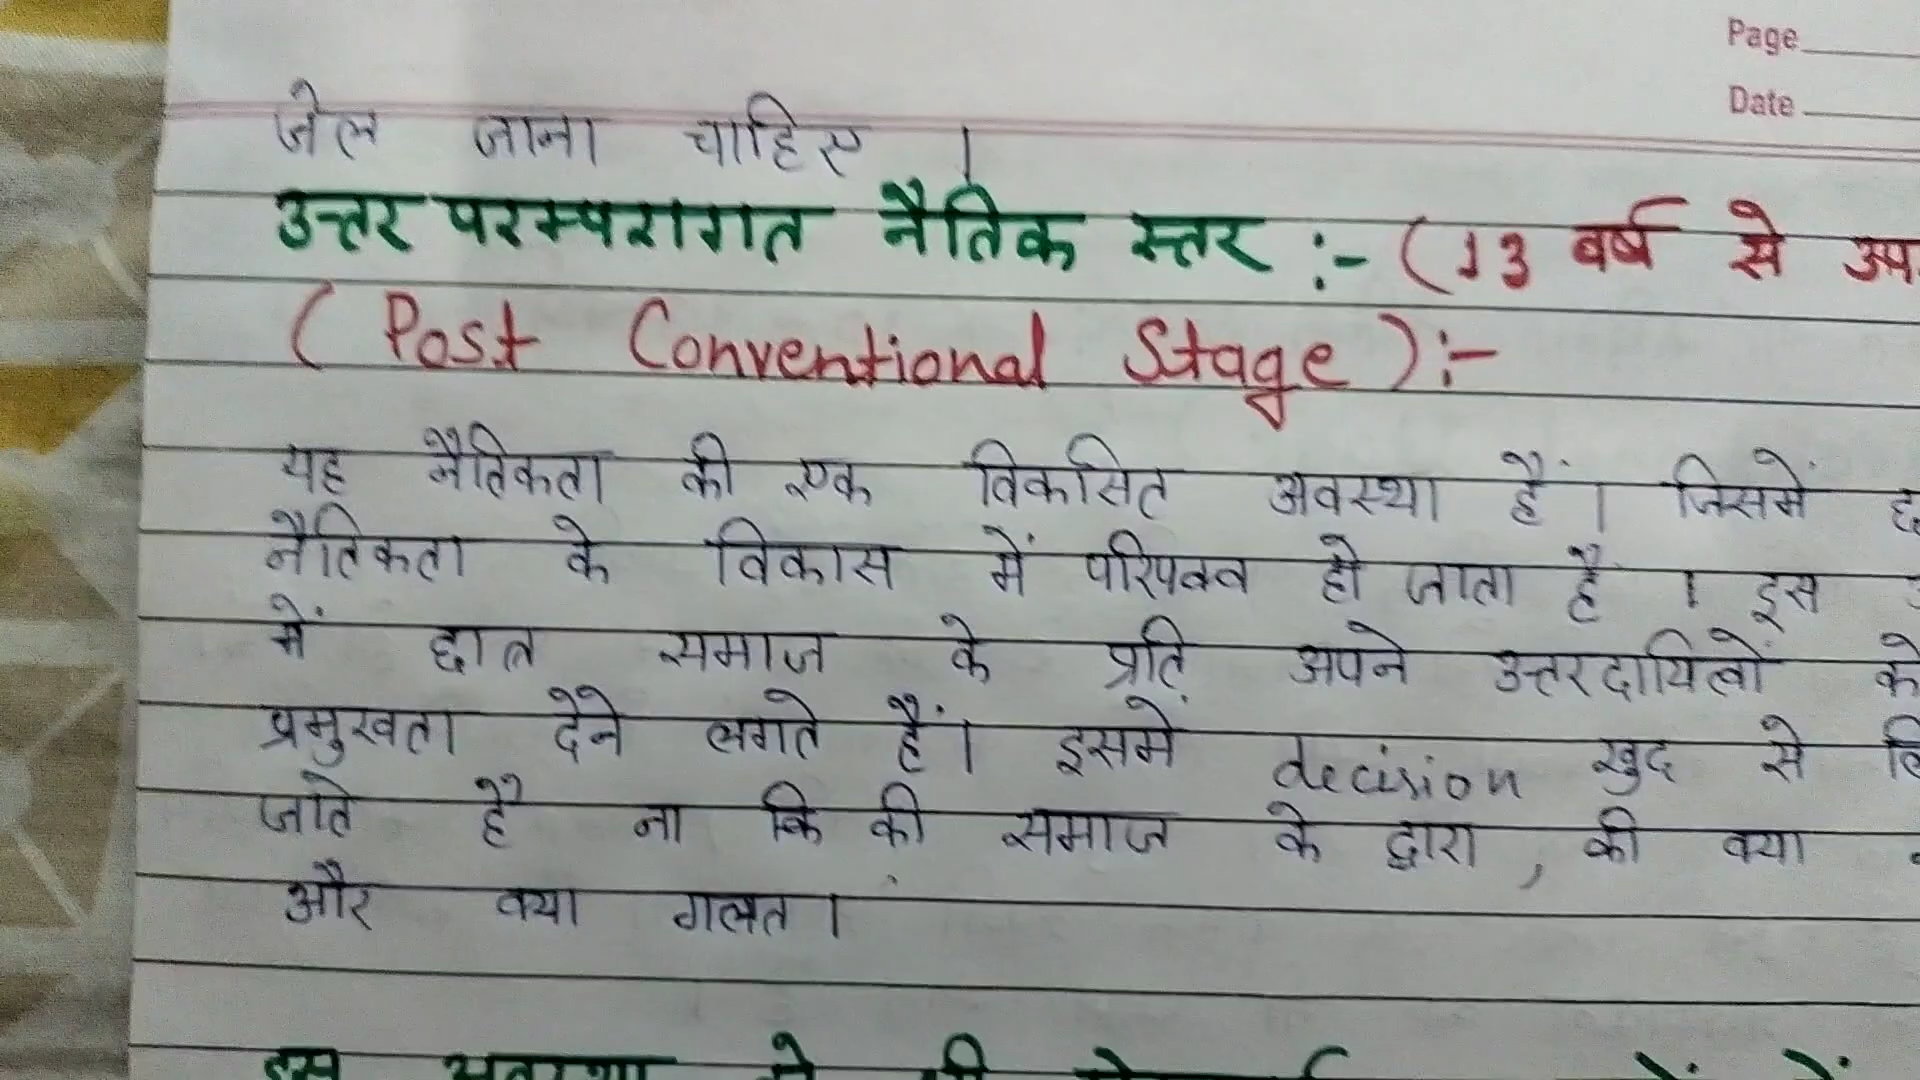 Page
Date
जेल जाना चाहिए ।
उत्तर परम्परागत नैतिक स्तर :- (13 वर्ष से
(Post Conventional Stage):-
यह नैतिकता की एक विकसित अवस्था हैं । जिसमें
नैतिकता के विकास में परिपक्व हो जाता है । इस
में छात्र समाज के प्रति अपने उत्तरदायित्वों को
प्रमुखता देने लगते हैं। इसमें decision खुद से
जाते है ना कि की समाज के द्वारा , की क्या
और क्या गलत ।